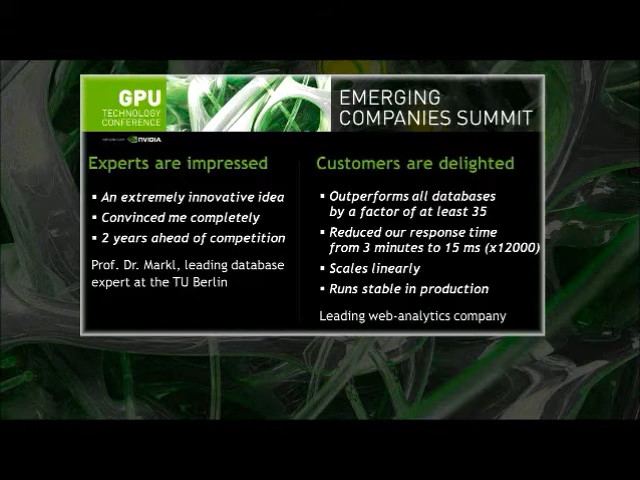 GPU
TECHNOLOGY
CONFERENCE
NVIDIA
EMERGING
COMPANIES SUMMIT
Experts are impressed
▪ An extremely innovative idea
▪ Convinced me completely
▪ 2 years ahead of competition
Prof. Dr. Markl, leading database
expert at the TU Berlin
Customers are delighted
▪ Outperforms all databases
by a factor of at least 35
▪ Reduced our response time
from 3 minutes to 15 ms (x12000)
▪ Scales linearly
▪ Runs stable in production
Leading web-analytics company